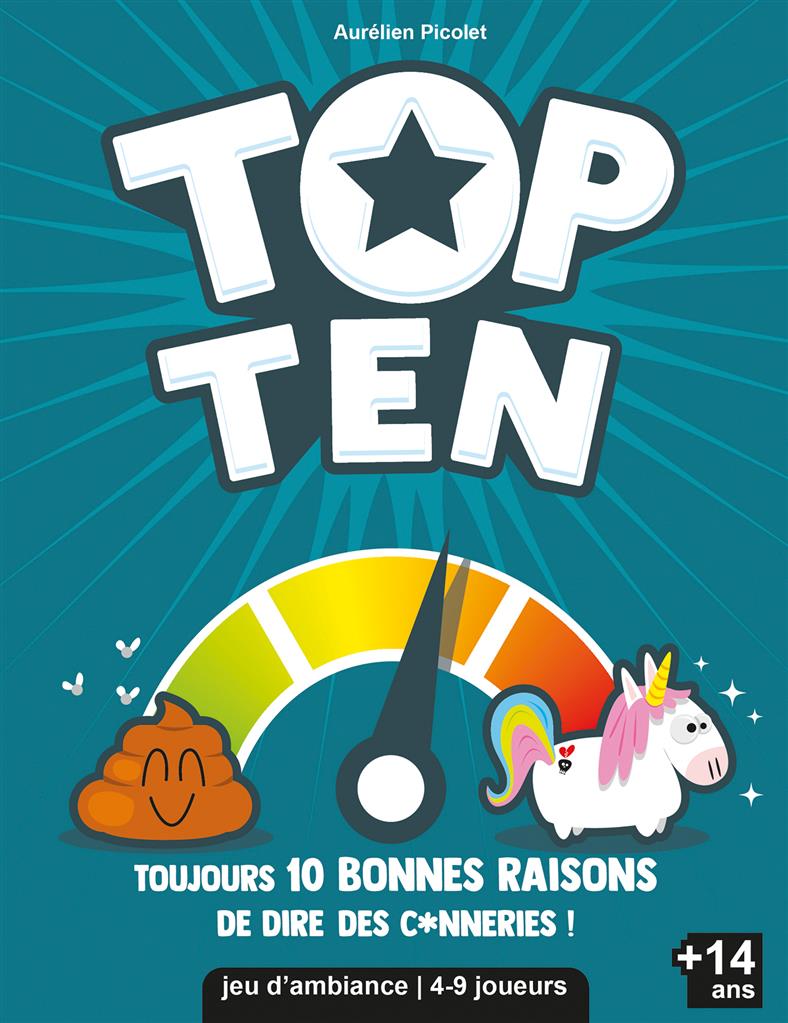 Aurélien Picolet
TOP
TEN
TOUJOURS 10 BONNES RAISONS
DE DIRE DES C*NNERIES !
jeu d’ambiance | 4-9 joueurs
+14
ans